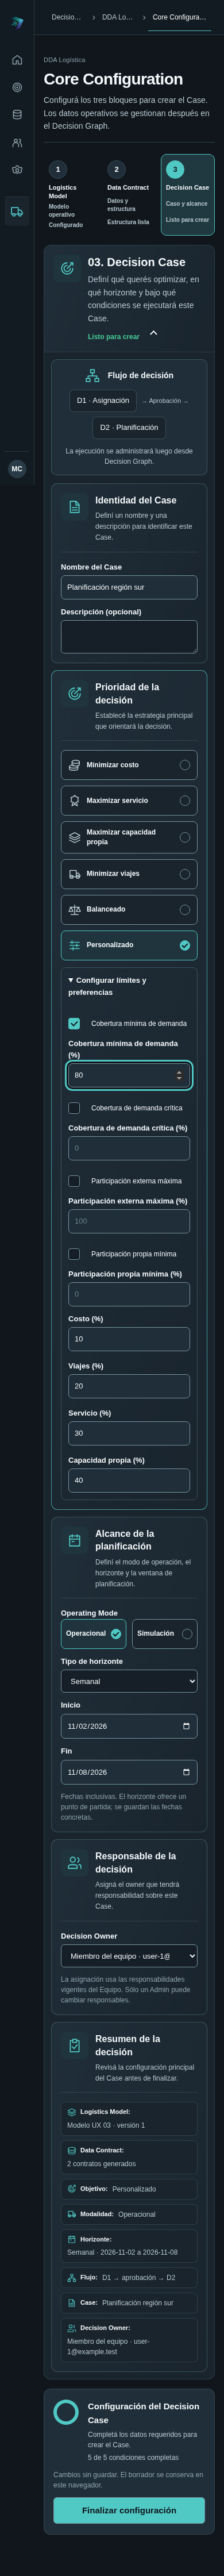 Decisio...
DDA Lo...
Core Configura...
DDA Logística
Core Configuration
Configurá los tres bloques para crear el Case.
Los datos operativos se gestionan después en
el Decision Graph.
1
Logistics
Model
Modelo
operativo
Configurado
2
Data Contract
Datos y
estructura
Estructura lista
3
Decision Case
Caso y alcance
Listo para crear
03. Decision Case
Definí qué querés optimizar, en
qué horizonte y bajo qué
condiciones se ejecutará este
Case.
Listo para crear
Flujo de decisión
D1 · Asignación
→ Aprobación →
D2 · Planificación
La ejecución se administrará luego desde
Decision Graph.
Identidad del Case
Definí un nombre y una
descripción para identificar este
Case.
Nombre del Case
Planificación región sur
Descripción (opcional)
Prioridad de la
decisión
Establecé la estrategia principal
que orientará la decisión.
Minimizar costo
Maximizar servicio
Maximizar capacidad
propia
Minimizar viajes
Balanceado
Personalizado
▼ Configurar límites y
preferencias
Cobertura mínima de demanda
Cobertura mínima de demanda
(%)
80
Cobertura de demanda crítica
Cobertura de demanda crítica (%)
0
Participación externa máxima
Participación externa máxima (%)
100
Participación propia mínima
Participación propia mínima (%)
0
Costo (%)
10
Viajes (%)
20
Servicio (%)
30
Capacidad propia (%)
40
Alcance de la
planificación
Definí el modo de operación, el
horizonte y la ventana de
planificación.
Operating Mode
Operacional
Simulación
Tipo de horizonte
Semanal
Inicio
11/02/2026
Fin
11/08/2026
Fechas inclusivas. El horizonte ofrece un
punto de partida; se guardan las fechas
concretas.
Responsable de la
decisión
Asigná el owner que tendrá
responsabilidad sobre este
Case.
Decision Owner
Miembro del equipo · user-1@
La asignación usa las responsabilidades
vigentes del Equipo. Sólo un Admin puede
cambiar responsables.
Resumen de la
decisión
Revisá la configuración principal
del Case antes de finalizar.
Logistics Model:
Modelo UX 03 · versión 1
Data Contract:
2 contratos generados
Objetivo: Personalizado
Modalidad: Operacional
Horizonte:
Semanal · 2026-11-02 a 2026-11-08
Flujo: D1 → aprobación → D2
Case: Planificación región sur
Decision Owner:
Miembro del equipo · user-
1@example.test
Configuración del Decision
Case
Completá los datos requeridos para
crear el Case.
5 de 5 condiciones completas
Cambios sin guardar. El borrador se conserva en
este navegador.
Finalizar configuración
MC